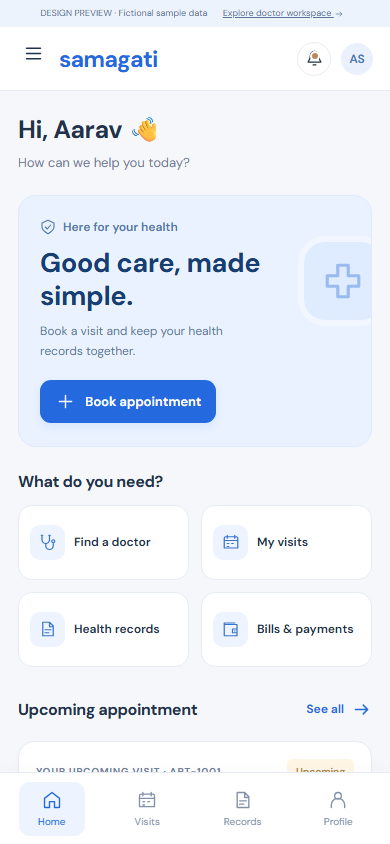 DESIGN PREVIEW · Fictional sample data Explore doctor workspace →
samagati
AS
Hi, Aarav 👋
How can we help you today?
Here for your health
Good care, made
simple.
Book a visit and keep your health
records together.
Book appointment
What do you need?
Find a doctor
My visits
Health records
Bills & payments
Upcoming appointment
See all →
YOUR UPCOMING VISIT · APT-1001
Upcoming
Home
Visits
Records
Profile